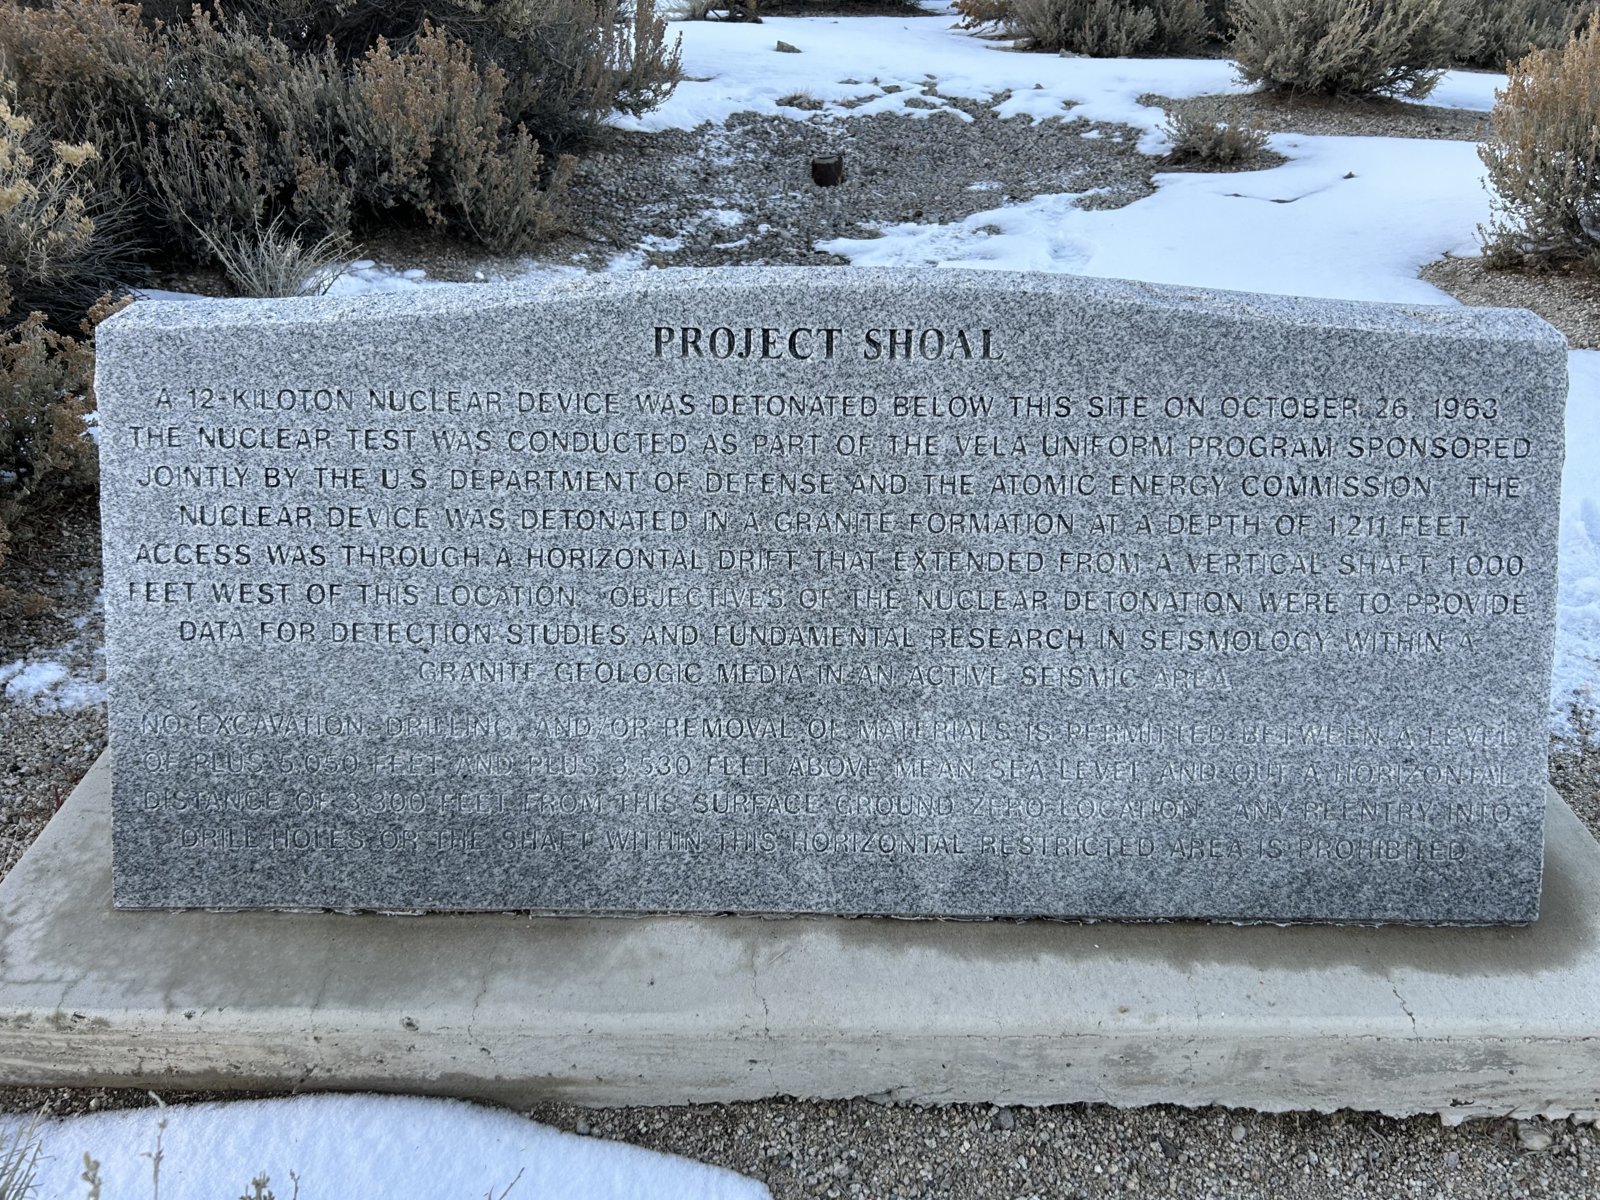 PROJECT SHOAL
A 12-KILOTON NUCLEAR DEVICE WAS DETONATED BELOW THIS SITE ON OCTOBER 26, 1963.
THE NUCLEAR TEST WAS CONDUCTED AS PART OF THE VELA UNIFORM PROGRAM SPONSORED
JOINTLY BY THE U.S. DEPARTMENT OF DEFENSE AND THE ATOMIC ENERGY COMMISSION. THE
NUCLEAR DEVICE WAS DETONATED IN A GRANITE FORMATION AT A DEPTH OF 1,211 FEET.
ACCESS WAS THROUGH A HORIZONTAL DRIFT THAT EXTENDED FROM A VERTICAL SHAFT 1,000
FEET WEST OF THIS LOCATION. OBJECTIVES OF THE NUCLEAR DETONATION WERE TO PROVIDE
DATA FOR DETECTION STUDIES AND FUNDAMENTAL RESEARCH IN SEISMOLOGY WITHIN A
GRANITE GEOLOGIC MEDIA IN AN ACTIVE SEISMIC AREA.
NO EXCAVATION, DRILLING, AND/OR REMOVAL OF MATERIALS IS PERMITTED BETWEEN A LEVEL
OF PLUS 5,050 FEET AND PLUS 3,530 FEET ABOVE MEAN SEA LEVEL AND OUT A HORIZONTAL
DISTANCE OF 3,300 FEET FROM THIS SURFACE GROUND ZERO LOCATION. ANY REENTRY INTO
DRILL HOLES OR THE SHAFT WITHIN THIS HORIZONTAL RESTRICTED AREA IS PROHIBITED.